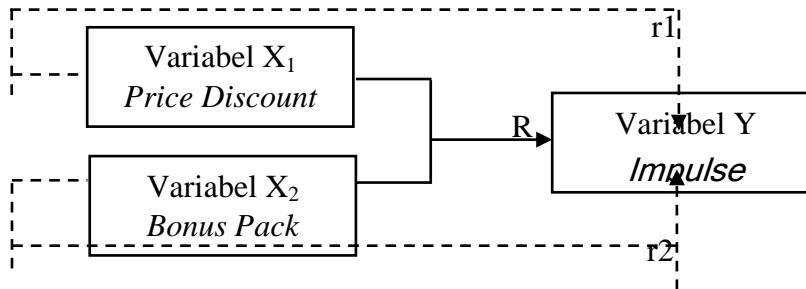 r1
Variabel X₁
Price Discount
R
Variabel Y
Impulse
Variabel X₂
Bonus Pack
r2